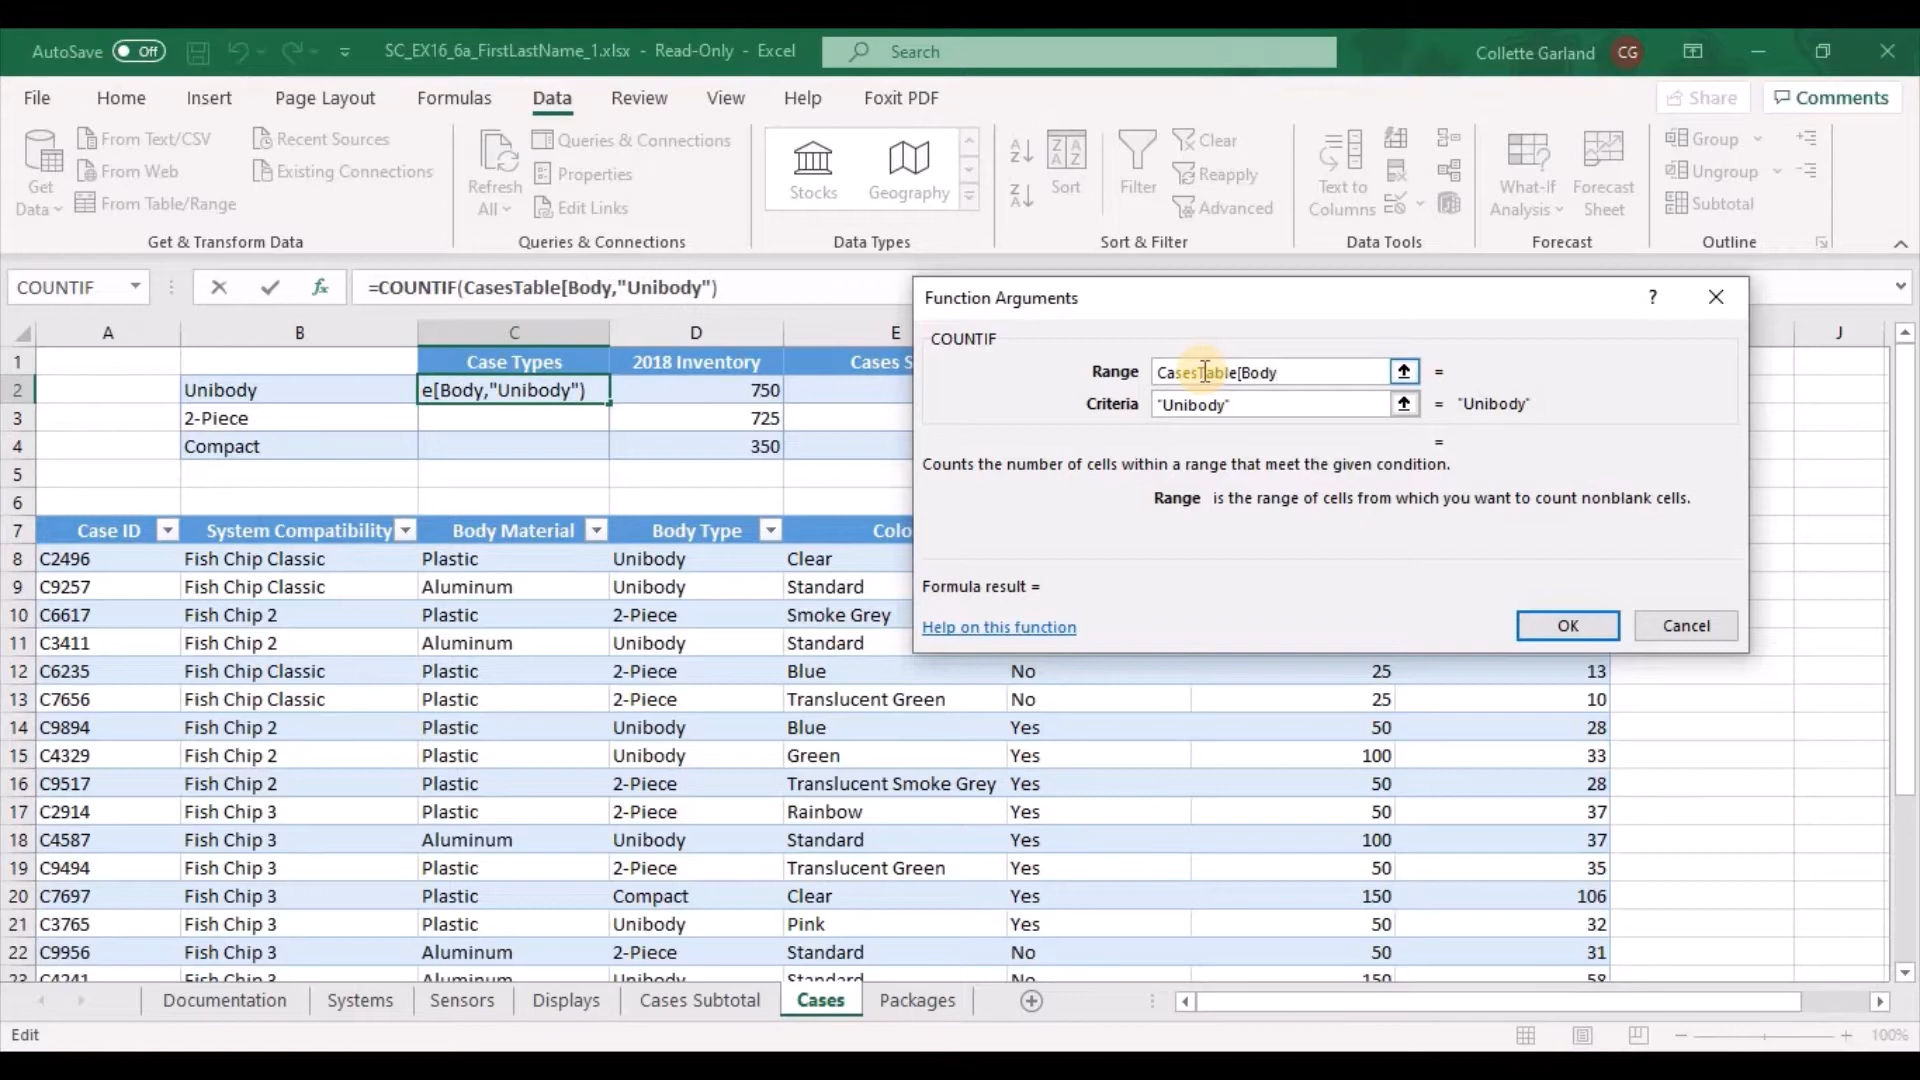 AutoSave Off SC_EX16_6a_FirstLastName_1.xlsx - Read-Only - Excel Search Collette Garland CG
File Home Insert Page Layout Formulas Data Review View Help Foxit PDF Share Comments
Get Data From Text/CSV From Web From Table/Range Recent Sources Existing Connections
Refresh All Queries & Connections Properties Edit Links
Stocks Geography
Sort Filter Clear Reapply Advanced
Text to Columns What-If Analysis Forecast Sheet
Group Ungroup Subtotal
Get & Transform Data Queries & Connections Data Types Sort & Filter Data Tools Forecast Outline
COUNTIF fx =COUNTIF(CasesTable[Body,"Unibody")
A B C D E J
1 Case Types 2018 Inventory Cases S
2 Unibody e[Body,"Unibody") 750
3 2-Piece 725
4 Compact 350
5
6
7 Case ID System Compatibility Body Material Body Type Colo
8 C2496 Fish Chip Classic Plastic Unibody Clear
9 C9257 Fish Chip Classic Aluminum Unibody Standard
10 C6617 Fish Chip 2 Plastic 2-Piece Smoke Grey
11 C3411 Fish Chip 2 Aluminum Unibody Standard
12 C6235 Fish Chip Classic Plastic 2-Piece Blue No 25 13
13 C7656 Fish Chip Classic Plastic 2-Piece Translucent Green No 25 10
14 C9894 Fish Chip 2 Plastic Unibody Blue Yes 50 28
15 C4329 Fish Chip 2 Plastic Unibody Green Yes 100 33
16 C9517 Fish Chip 2 Plastic 2-Piece Translucent Smoke Grey Yes 50 28
17 C2914 Fish Chip 3 Plastic 2-Piece Rainbow Yes 50 37
18 C4587 Fish Chip 3 Aluminum Unibody Standard Yes 100 37
19 C9494 Fish Chip 3 Plastic 2-Piece Translucent Green Yes 50 35
20 C7697 Fish Chip 3 Plastic Compact Clear Yes 150 106
21 C3765 Fish Chip 3 Plastic Unibody Pink Yes 50 32
22 C9956 Fish Chip 3 Aluminum 2-Piece Standard No 50 31
23 C4241 Fish Chip 3 Aluminum Unibody Standard No 150 58
Function Arguments ?
COUNTIF
Range CasesTable[Body =
Criteria "Unibody" = "Unibody"
=
Counts the number of cells within a range that meet the given condition.
Range is the range of cells from which you want to count nonblank cells.
Formula result =
Help on this function OK Cancel
Documentation Systems Sensors Displays Cases Subtotal Cases Packages
Edit 100%